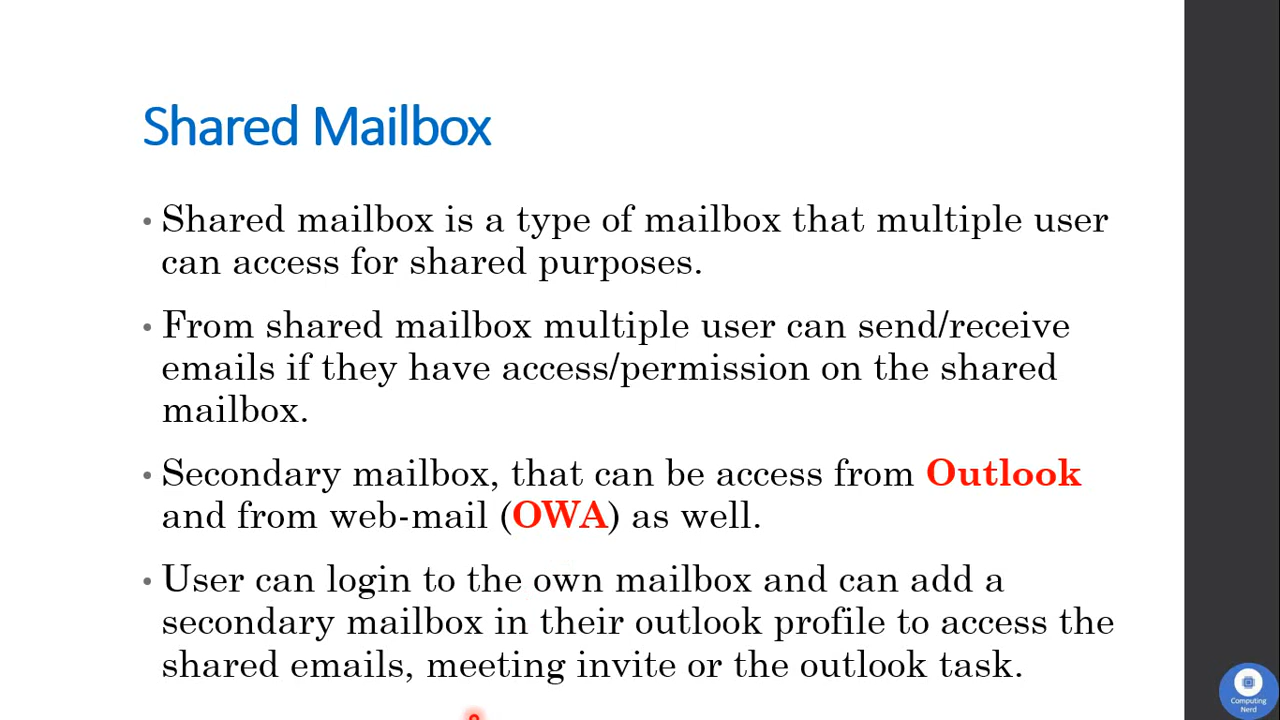 Shared Mailbox
• Shared mailbox is a type of mailbox that multiple user
can access for shared purposes.
• From shared mailbox multiple user can send/receive
emails if they have access/permission on the shared
mailbox.
• Secondary mailbox, that can be access from Outlook
and from web-mail (OWA) as well.
• User can login to the own mailbox and can add a
secondary mailbox in their outlook profile to access the
shared emails, meeting invite or the outlook task.
Computing
Nerd